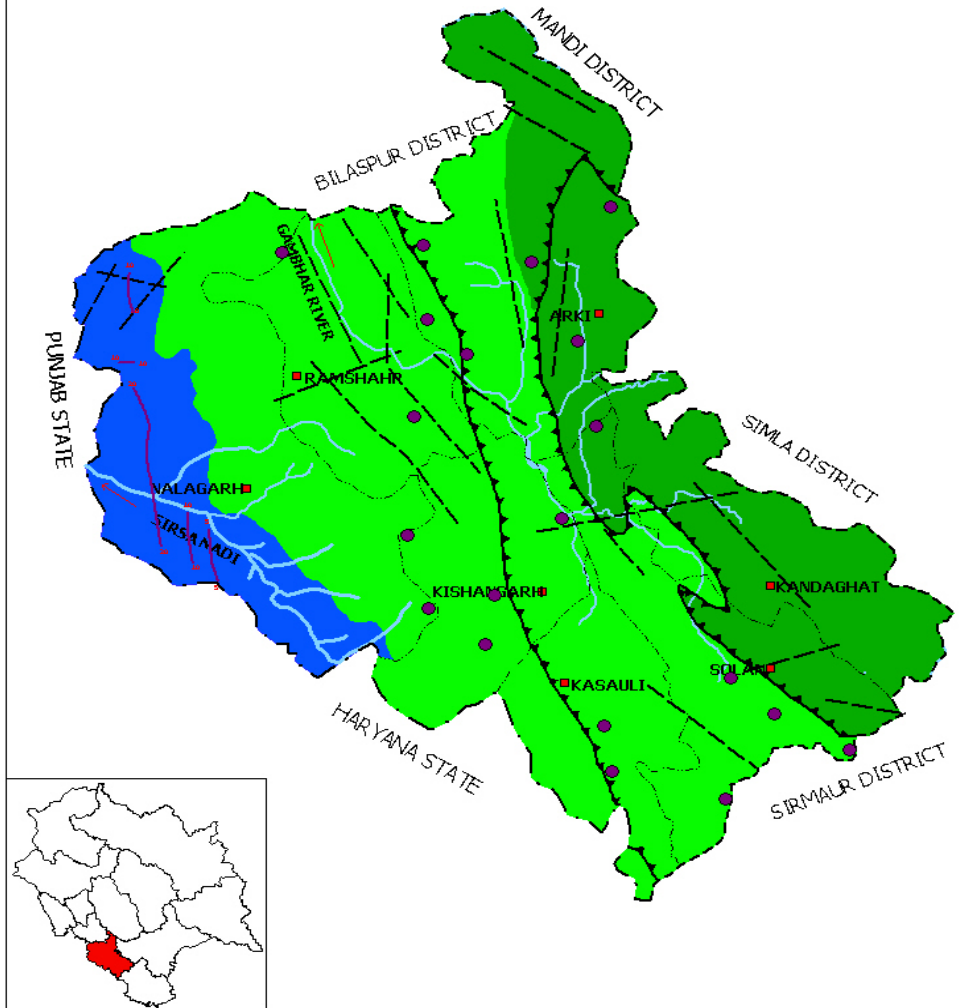 MANDI DISTRICT
BILASPUR DISTRICT
GAMBHAR RIVER
ARKI
PUNJAB STATE
RAMSHAHR
SIMLA DISTRICT
NALAGARH
SIRSA NADI
KISHANGARH
KANDAGHAT
SOLAN
KASAULI
HARYANA STATE
SIRMAUR DISTRICT